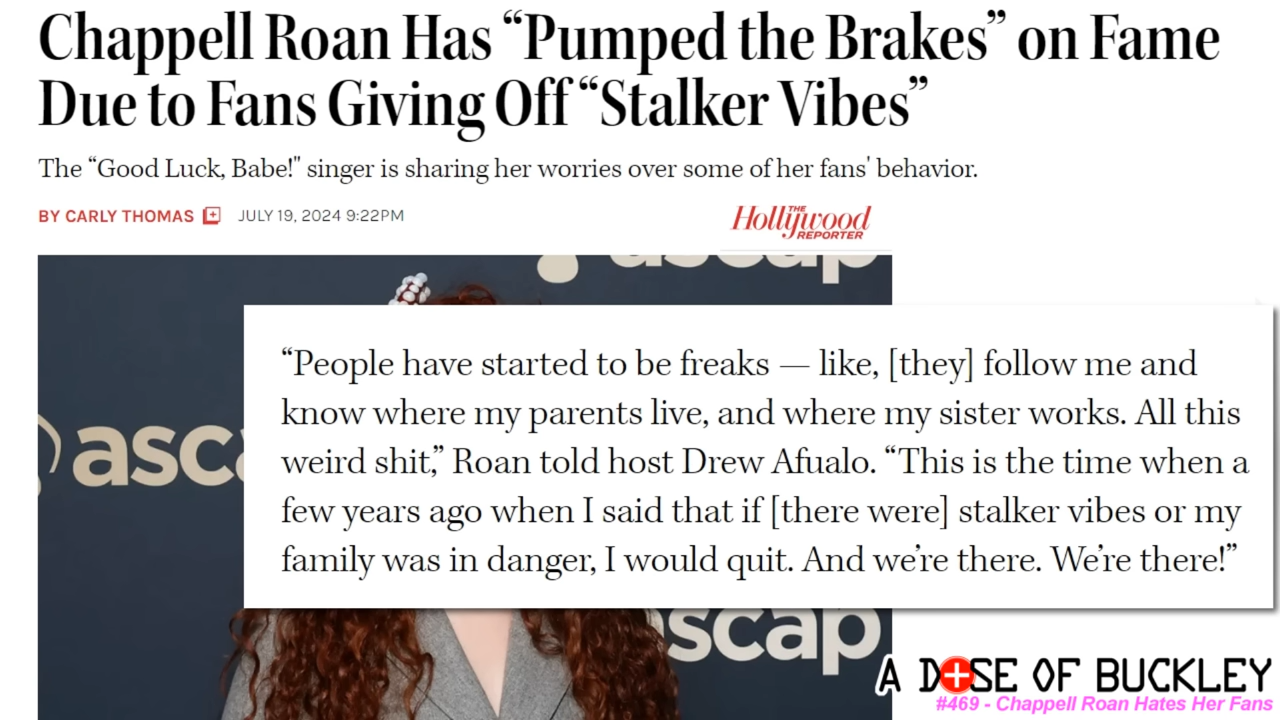 Chappell Roan Has “Pumped the Brakes” on Fame
Due to Fans Giving Off “Stalker Vibes”
The “Good Luck, Babe!" singer is sharing her worries over some of her fans' behavior.
BY CARLY THOMAS JULY 19, 2024 9:22PM
THE
Hollywood
REPORTER
ascap
“People have started to be freaks — like, [they] follow me and
know where my parents live, and where my sister works. All this
weird shit,” Roan told host Drew Afualo. “This is the time when a
few years ago when I said that if [there were] stalker vibes or my
family was in danger, I would quit. And we’re there. We’re there!”
asca
scap
A DOSE OF BUCKLEY
#469 - Chappell Roan Hates Her Fans